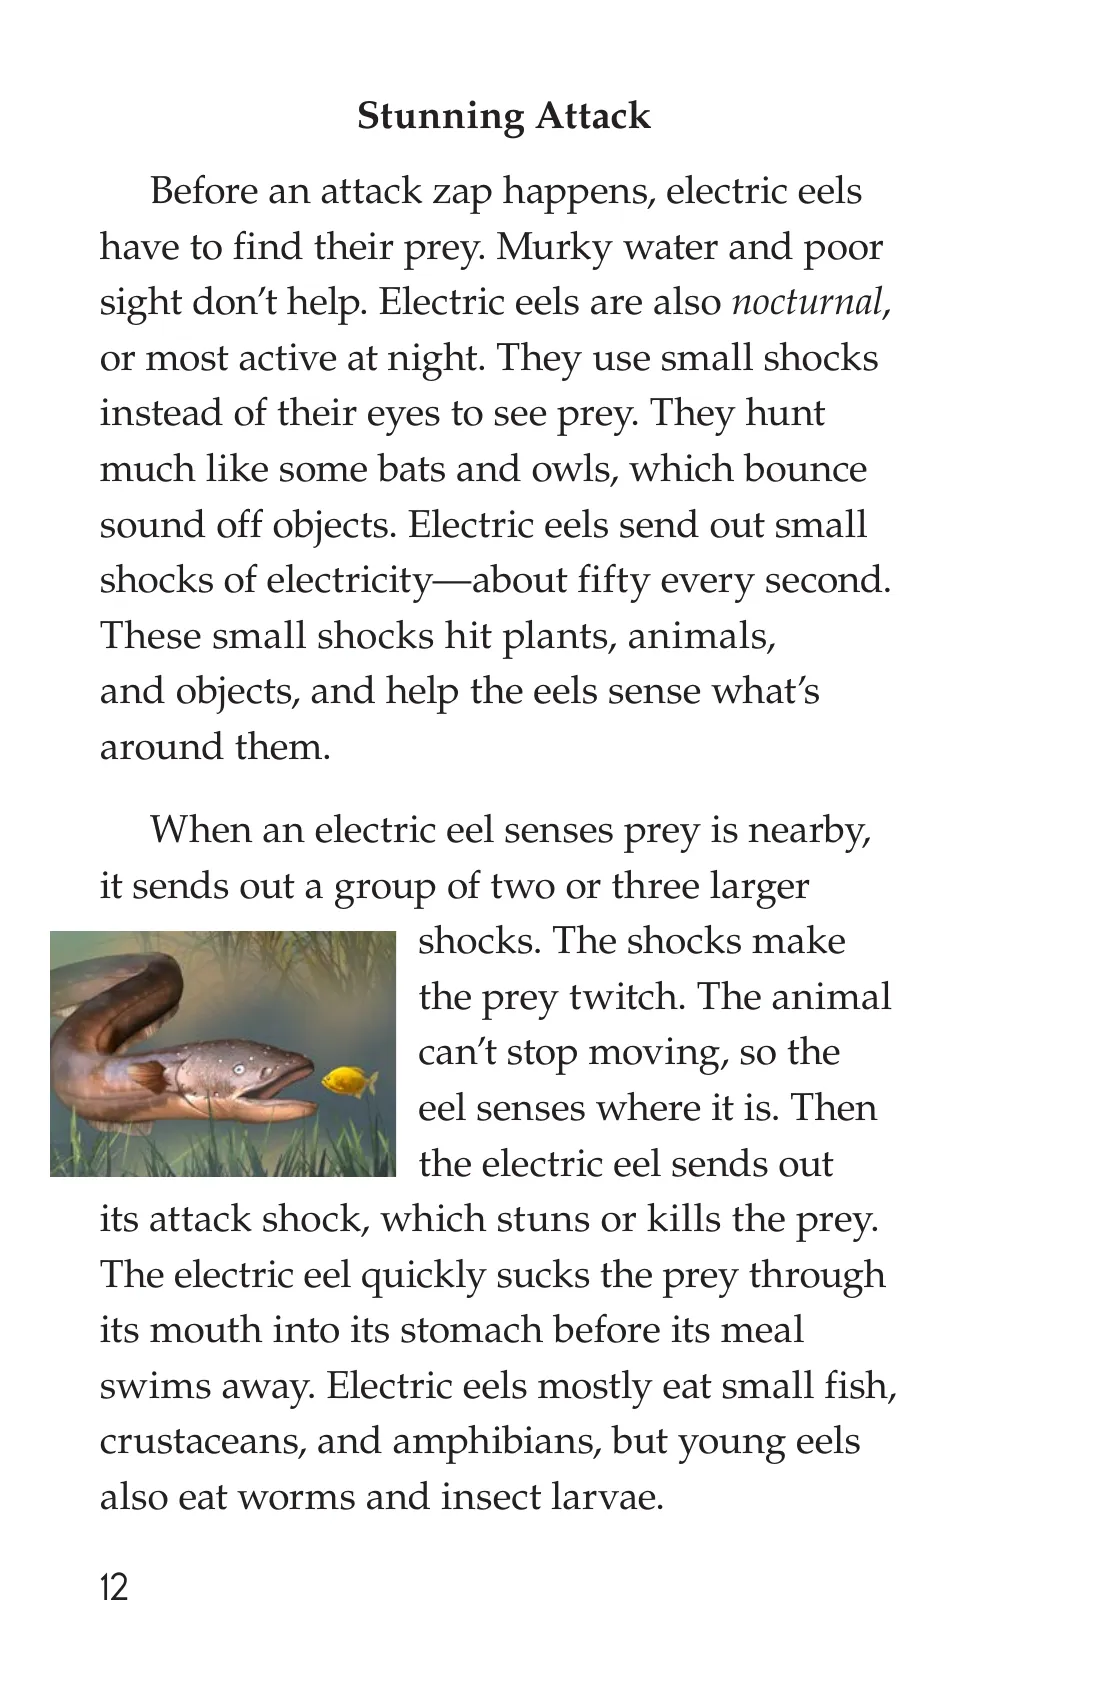 Stunning Attack
Before an attack zap happens, electric eels
have to find their prey. Murky water and poor
sight don’t help. Electric eels are also nocturnal,
or most active at night. They use small shocks
instead of their eyes to see prey. They hunt
much like some bats and owls, which bounce
sound off objects. Electric eels send out small
shocks of electricity—about fifty every second.
These small shocks hit plants, animals,
and objects, and help the eels sense what’s
around them.
When an electric eel senses prey is nearby,
it sends out a group of two or three larger
shocks. The shocks make
the prey twitch. The animal
can’t stop moving, so the
eel senses where it is. Then
the electric eel sends out
its attack shock, which stuns or kills the prey.
The electric eel quickly sucks the prey through
its mouth into its stomach before its meal
swims away. Electric eels mostly eat small fish,
crustaceans, and amphibians, but young eels
also eat worms and insect larvae.
12